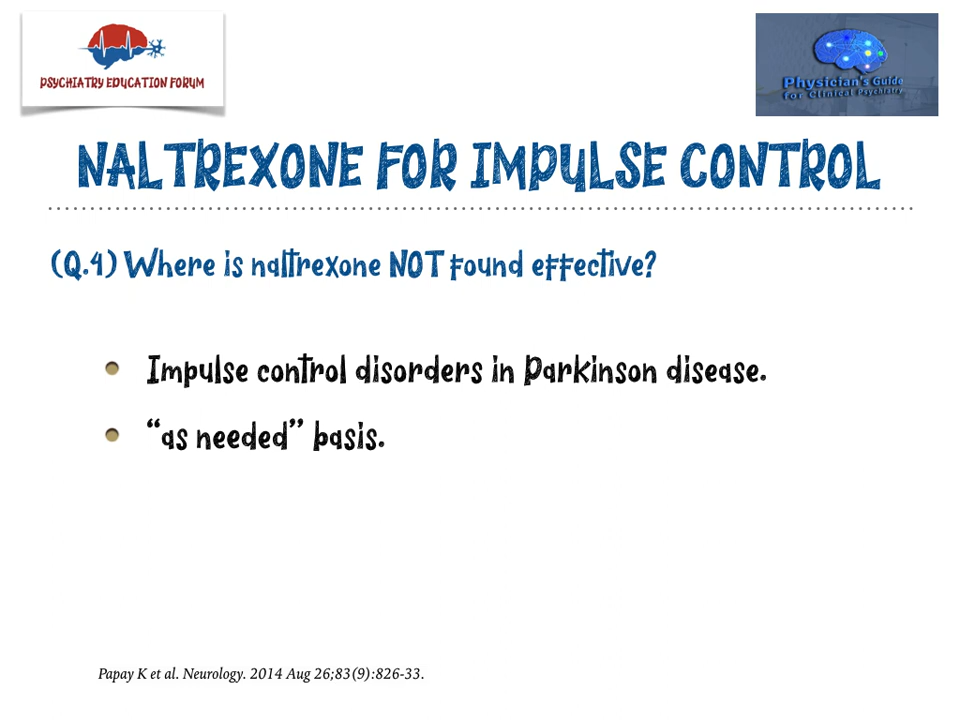 PSYCHIATRY EDUCATION FORUM
Physician's Guide
for Clinical Psychiatry
NALTREXONE FOR IMPULSE CONTROL
(Q.4) Where is naltrexone NOT found effective?
Impulse control disorders in Parkinson disease.
“as needed” basis.
Papay K et al. Neurology. 2014 Aug 26;83(9):826-33.